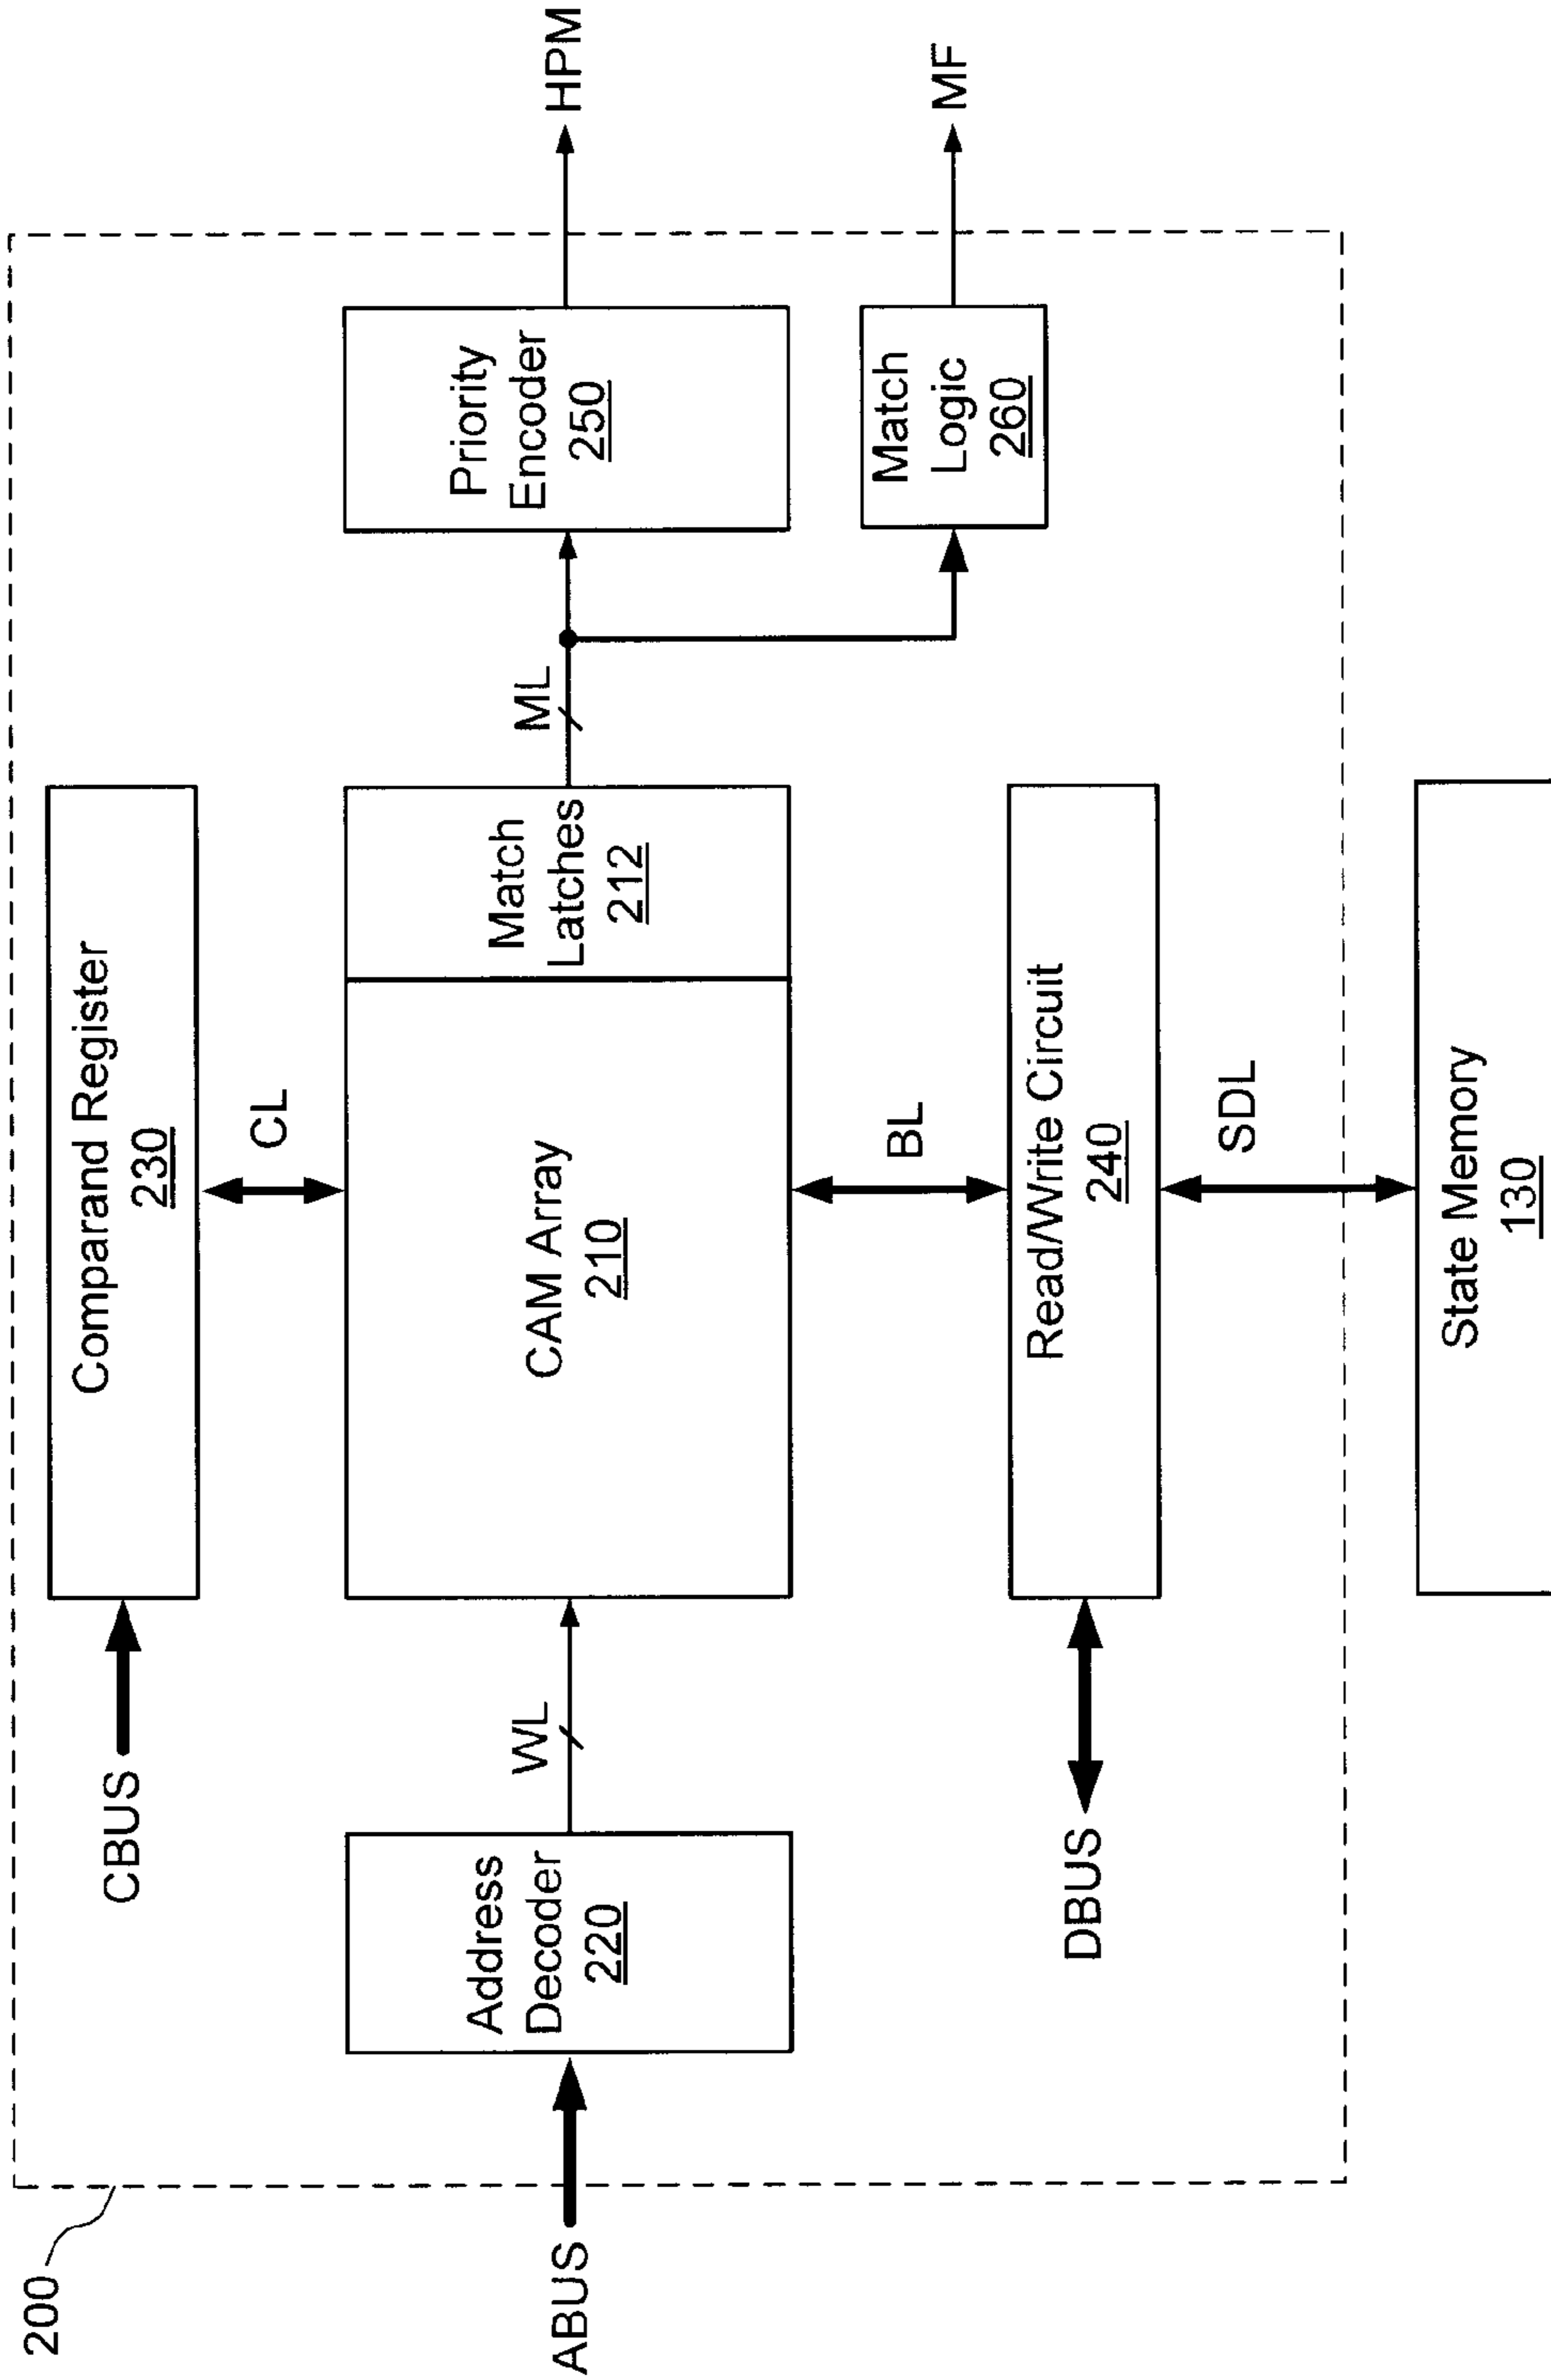 200
CBUS
Comparand Register
230
CL
ABUS
Address
Decoder
220
WL
CAM Array
210
Match
Latches
212
ML
Priority
Encoder
250
HPM
Match
Logic
260
MF
BL
DBUS
Read/Write Circuit
240
SDL
State Memory
130